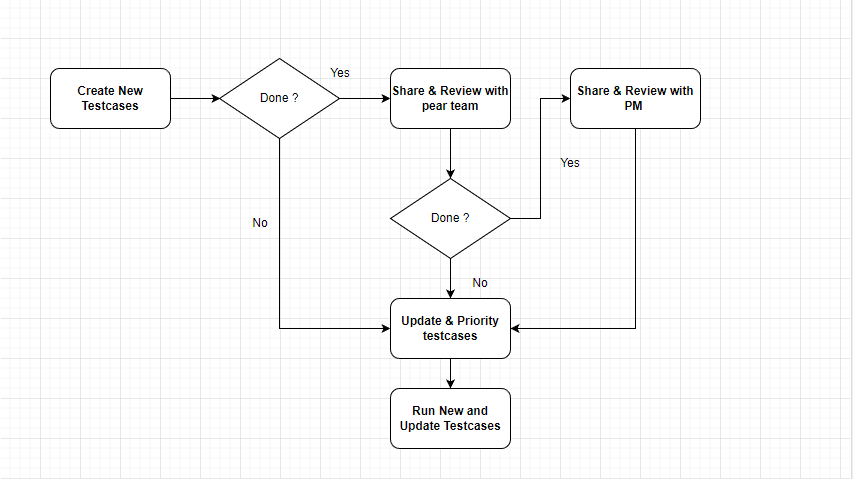 Create New
Testcases
Done ?
Yes
Share & Review with
pear team
Share & Review with
PM
Yes
Done ?
No
No
Update & Priority
testcases
Run New and
Update Testcases